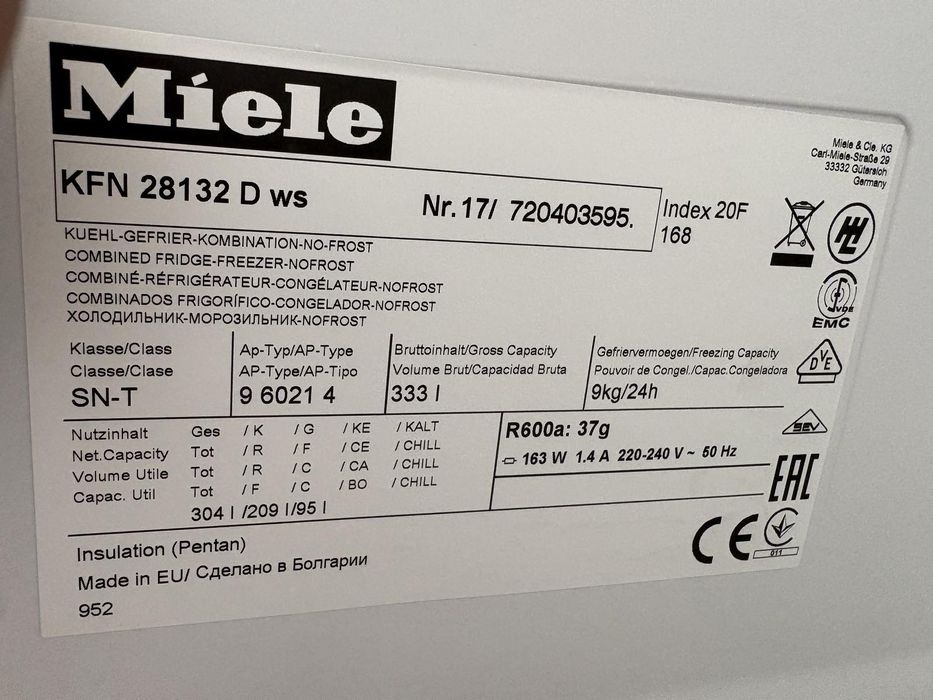 Miele
Miele & Cie. KG
Carl-Miele-Straße 29
33332 Gütersloh
Germany
KFN 28132 D ws
Nr. 17/ 720403595.
Index 20F
168
KUEHL-GEFRIER-KOMBINATION-NO-FROST
COMBINED FRIDGE-FREEZER-NOFROST
COMBINÉ-RÉFRIGÉRATEUR-CONGÉLATEUR-NOFROST
COMBINADOS FRIGORÍFICO-CONGELADOR-NOFROST
ХОЛОДИЛЬНИК-МОРОЗИЛЬНИК-NOFROST
VDE
EMC
DVE
SEV
EAC
Klasse/Class
Classe/Clase
SN-T
Ap-Typ/AP-Type
AP-Type/AP-Tipo
9 6021 4
Bruttoinhalt/Gross Capacity
Volume Brut/Capacidad Bruta
333 l
Gefriervermoegen/Freezing Capacity
Pouvoir de Congel./Capac.Congeladora
9kg/24h
Nutzinhalt Ges / K / G / KE / KALT
Net.Capacity Tot / R / F / CE / CHILL
Volume Utile Tot / R / C / CA / CHILL
Capac. Util Tot / F / C / BO / CHILL
304 l /209 l/95 l
R600a: 37g
163 W 1.4 A 220-240 V ~ 50 Hz
Insulation (Pentan)
Made in EU/ Сделано в Болгарии
952
CE
011